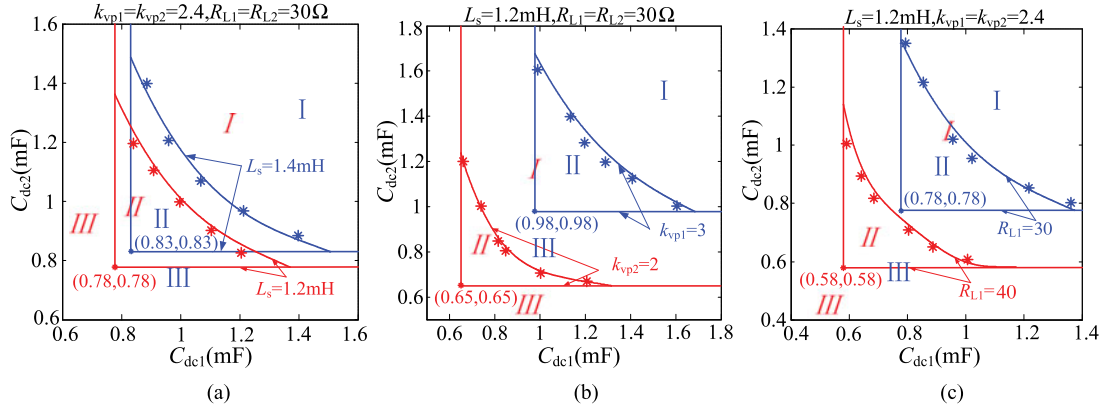 k_vp1=k_vp2=2.4,R_L1=R_L2=30Ω
C_dc2(mF)
1.6
1.4
1.2
1
0.8
0.6
0.6
0.8
1
1.2
1.4
1.6
C_dc1(mF)
I
I
L_s=1.4mH
III
II
II
(0.83,0.83)
(0.78,0.78)
III
L_s=1.2mH
(a)
L_s=1.2mH,R_L1=R_L2=30Ω
C_dc2(mF)
1.8
1.6
1.4
1.2
1.0
0.8
0.6
0.6
0.8
1
1.2
1.4
1.6
1.8
C_dc1(mF)
I
I
II
(0.98,0.98)
k_vp1=3
II
III
k_vp2=2
(0.65,0.65)
III
(b)
L_s=1.2mH,k_vp1=k_vp2=2.4
C_dc2(mF)
1.4
1.2
1
0.8
0.6
0.4
0.4
0.6
0.8
1
1.2
1.4
C_dc1(mF)
I
I
II
(0.78,0.78)
R_L1=30
II
III
(0.58,0.58)
R_L1=40
III
(c)